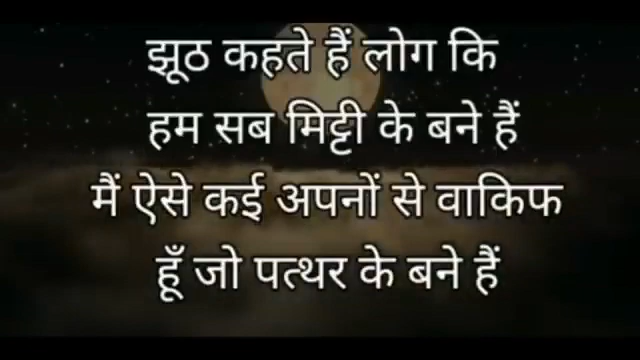 झूठ कहते हैं लोग कि
हम सब मिट्टी के बने हैं
मैं ऐसे कई अपनों से वाकिफ
हूँ जो पत्थर के बने हैं